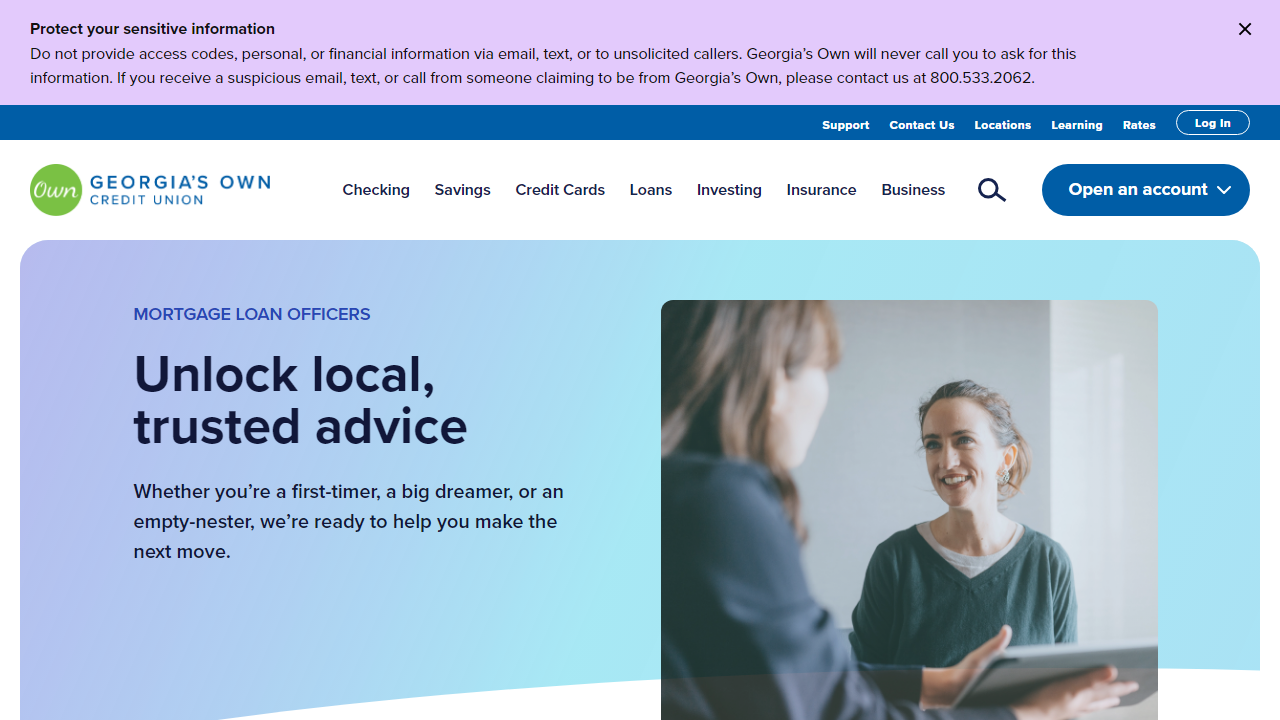 Protect your sensitive information
Do not provide access codes, personal, or financial information via email, text, or to unsolicited callers. Georgia’s Own will never call you to ask for this
information. If you receive a suspicious email, text, or call from someone claiming to be from Georgia’s Own, please contact us at 800.533.2062.
Support Contact Us Locations Learning Rates Log In
Own GEORGIA’S OWN
CREDIT UNION
Checking Savings Credit Cards Loans Investing Insurance Business Open an account
MORTGAGE LOAN OFFICERS
Unlock local,
trusted advice
Whether you’re a first-timer, a big dreamer, or an
empty-nester, we’re ready to help you make the
next move.